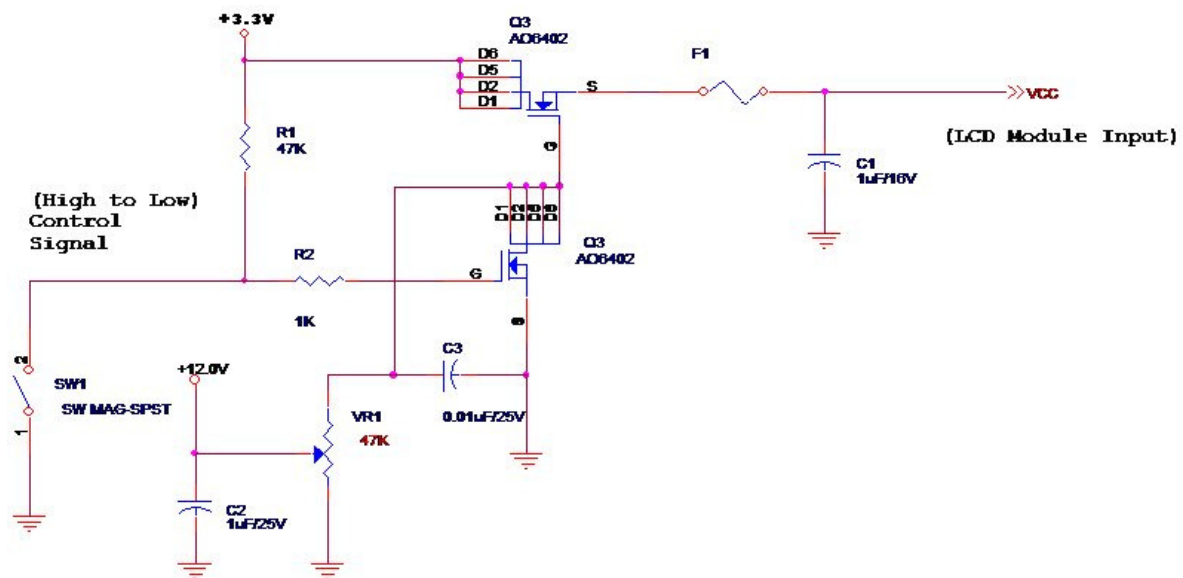 +3.3V
Q3
AO6402
D6
D5
D2
D1
S
G
F1
VCC
(LCD Module Input)
R1
47K
C1
1uF/16V
(High to Low)
Control
Signal
D1
D2
Q3
AO6402
R2
1K
G
+12.0V
2
SW1
SW MAG-SPST
1
C3
0.01uF/25V
VR1
47K
C2
1uF/25V